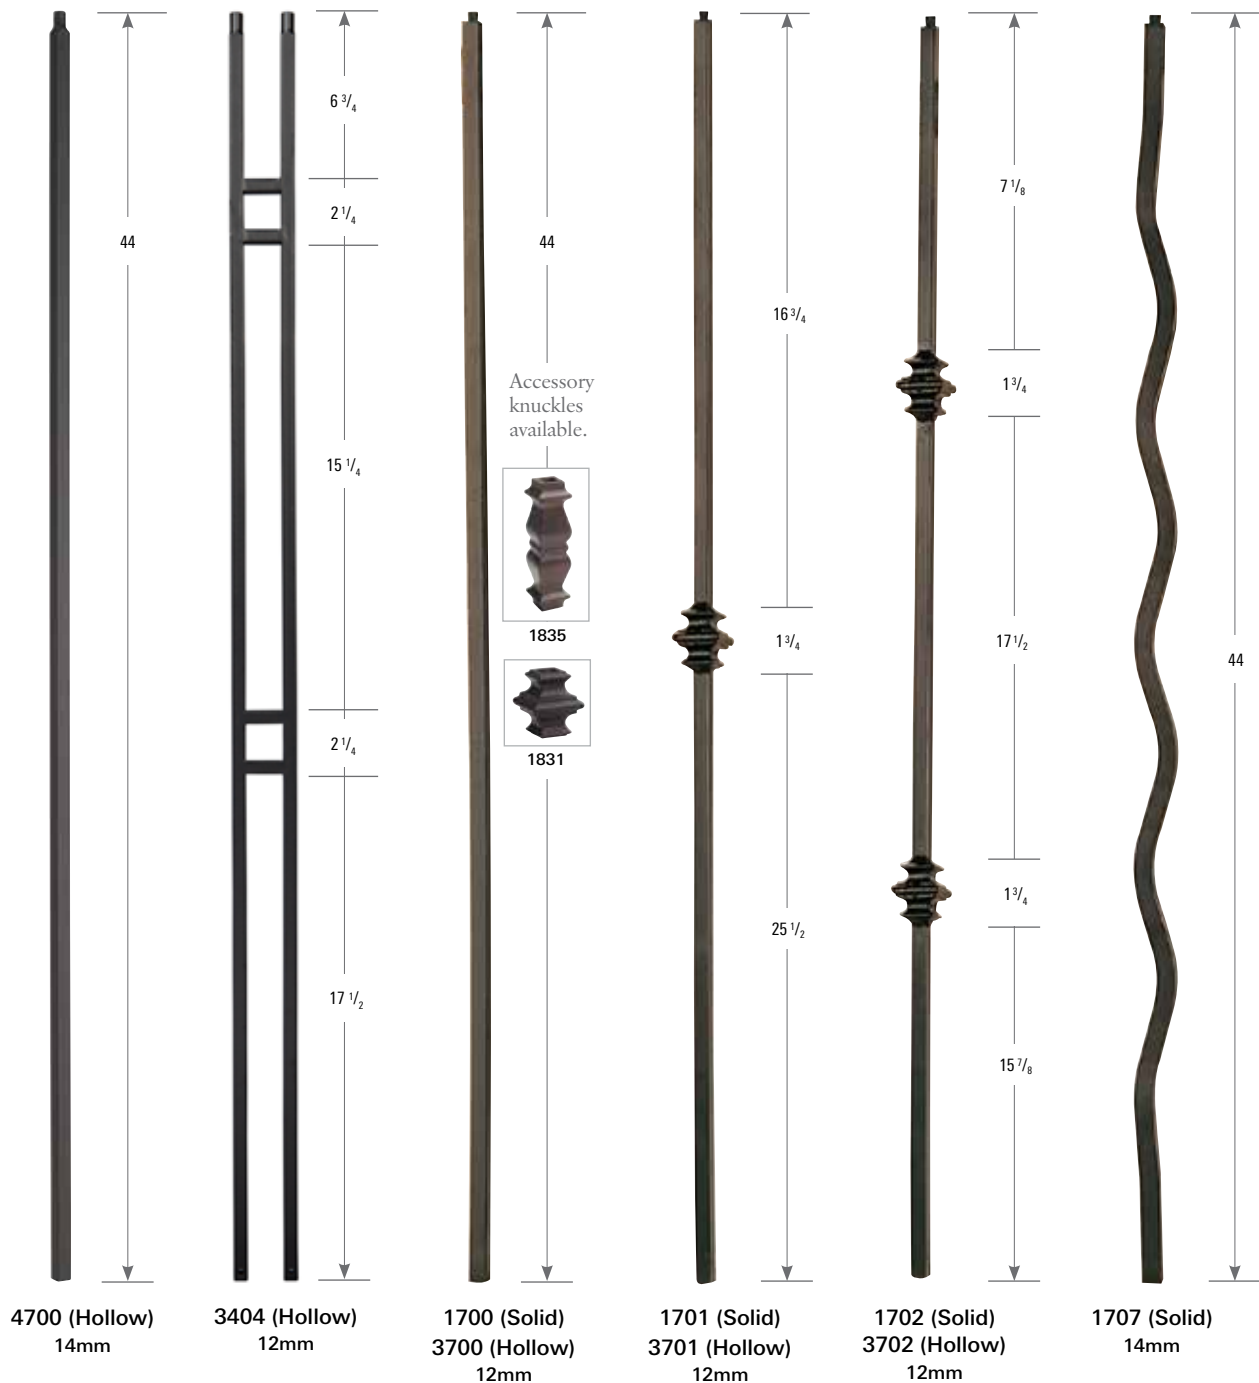 44
6 3/4
2 1/4
15 1/4
2 1/4
17 1/2
44
Accessory
knuckles
available.
1835
1831
16 3/4
1 3/4
25 1/2
7 1/8
1 3/4
17 1/2
1 3/4
15 7/8
44
4700 (Hollow)
14mm
3404 (Hollow)
12mm
1700 (Solid)
3700 (Hollow)
12mm
1701 (Solid)
3701 (Hollow)
12mm
1702 (Solid)
3702 (Hollow)
12mm
1707 (Solid)
14mm